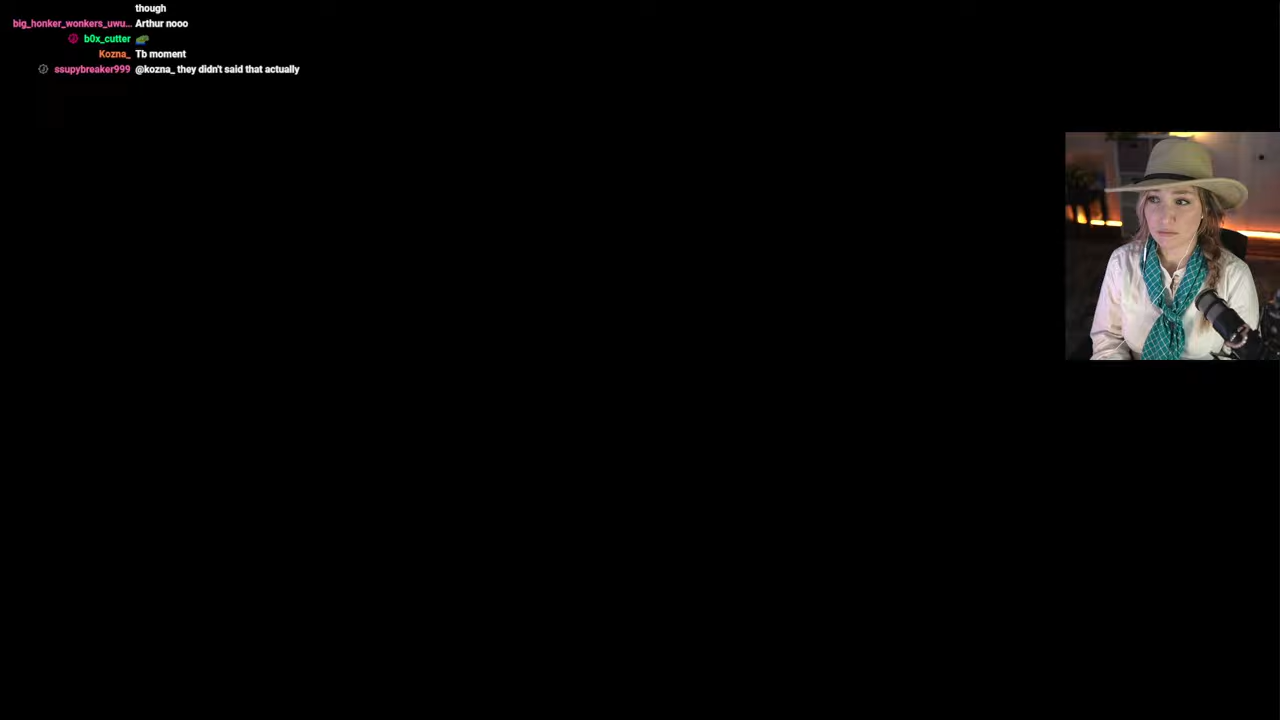 though
big_honker_wonkers_uwu... Arthur nooo
b0x_cutter
Kozna_ Tb moment
ssupybreaker999 @kozna_ they didn't said that actually